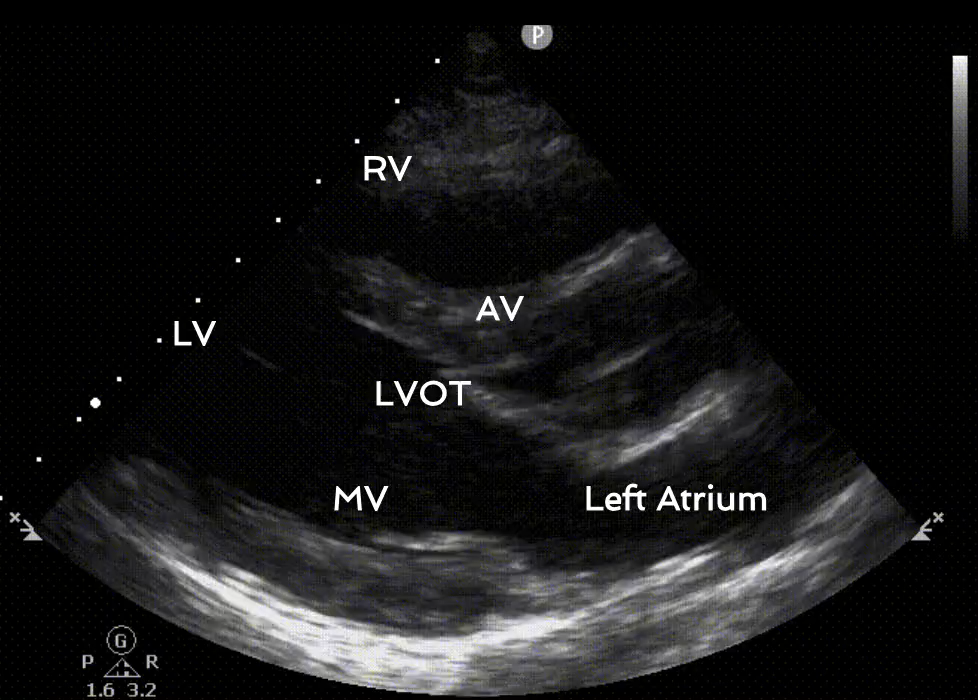 P
RV
AV
LV
LVOT
MV
Left Atrium
x
x
G
P R
1.6 3.2